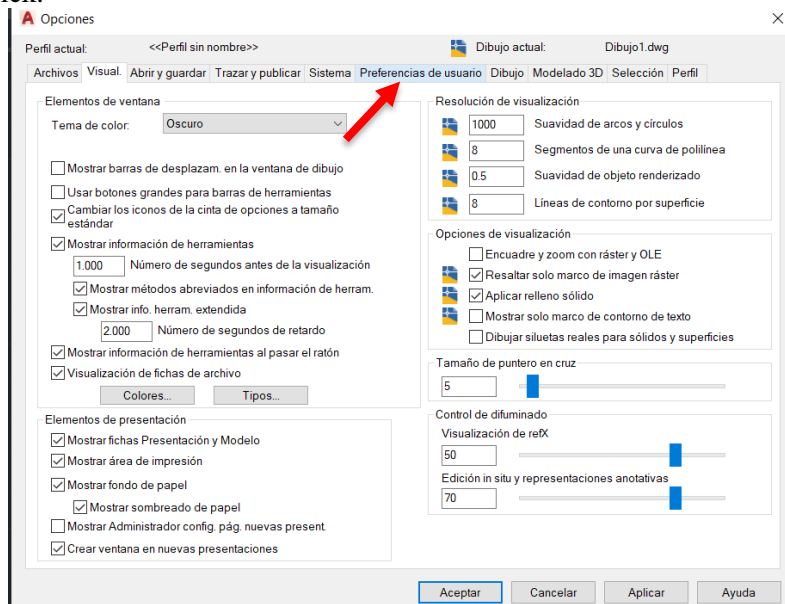 Opciones
Perfil actual: <<Perfil sin nombre>> Dibujo actual: Dibujo1.dwg
Archivos Visual. Abrir y guardar Trazar y publicar Sistema Preferencias de usuario Dibujo Modelado 3D Selección Perfil
Elementos de ventana
Tema de color: Oscuro
Mostrar barras de desplazam. en la ventana de dibujo
Usar botones grandes para barras de herramientas
Cambiar los iconos de la cinta de opciones a tamaño
estándar
Mostrar información de herramientas
1.000 Número de segundos antes de la visualización
Mostrar métodos abreviados en información de herram.
Mostrar info. herram. extendida
2.000 Número de segundos de retardo
Mostrar información de herramientas al pasar el ratón
Visualización de fichas de archivo
Colores... Tipos...
Elementos de presentación
Mostrar fichas Presentación y Modelo
Mostrar área de impresión
Mostrar fondo de papel
Mostrar sombreado de papel
Mostrar Administrador config. pág. nuevas present.
Crear ventana en nuevas presentaciones
Resolución de visualización
1000 Suavidad de arcos y círculos
8 Segmentos de una curva de polilínea
0.5 Suavidad de objeto renderizado
8 Líneas de contorno por superficie
Opciones de visualización
Encuadre y zoom con ráster y OLE
Resaltar solo marco de imagen ráster
Aplicar relleno sólido
Mostrar solo marco de contorno de texto
Dibujar siluetas reales para sólidos y superficies
Tamaño de puntero en cruz
5
Control de difuminado
Visualización de refX
50
Edición in situ y representaciones anotativas
70
Aceptar Cancelar Aplicar Ayuda